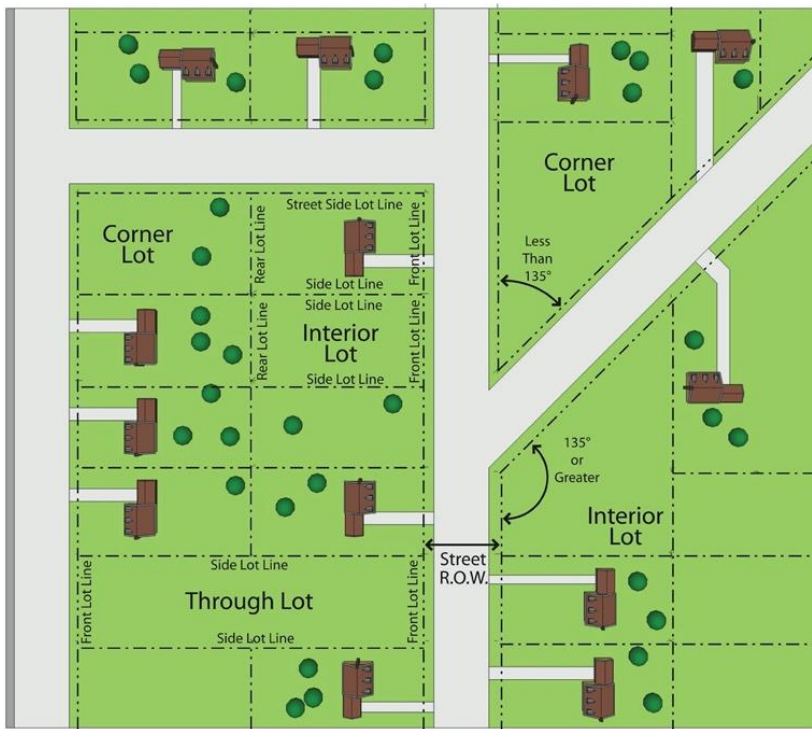 Corner
Lot
Less
Than
135°
Corner
Lot
Rear Lot Line
Street Side Lot Line
Front Lot Line
Side Lot Line
Side Lot Line
Rear Lot Line
Interior
Lot
Front Lot Line
Side Lot Line
135°
or
Greater
Interior
Lot
Street
R.O.W.
Side Lot Line
Front Lot Line
Through Lot
Front Lot Line
Side Lot Line